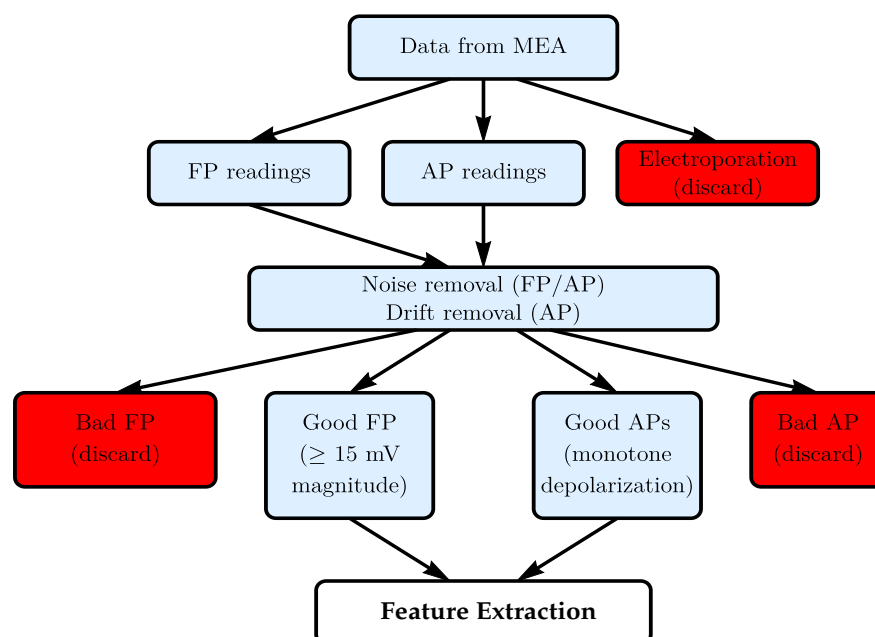 Data from MEA
FP readings
AP readings
Electroporation
(discard)
Noise removal (FP/AP)
Drift removal (AP)
Bad FP
(discard)
Good FP
(≥ 15 mV
magnitude)
Good APs
(monotone
depolarization)
Bad AP
(discard)
Feature Extraction